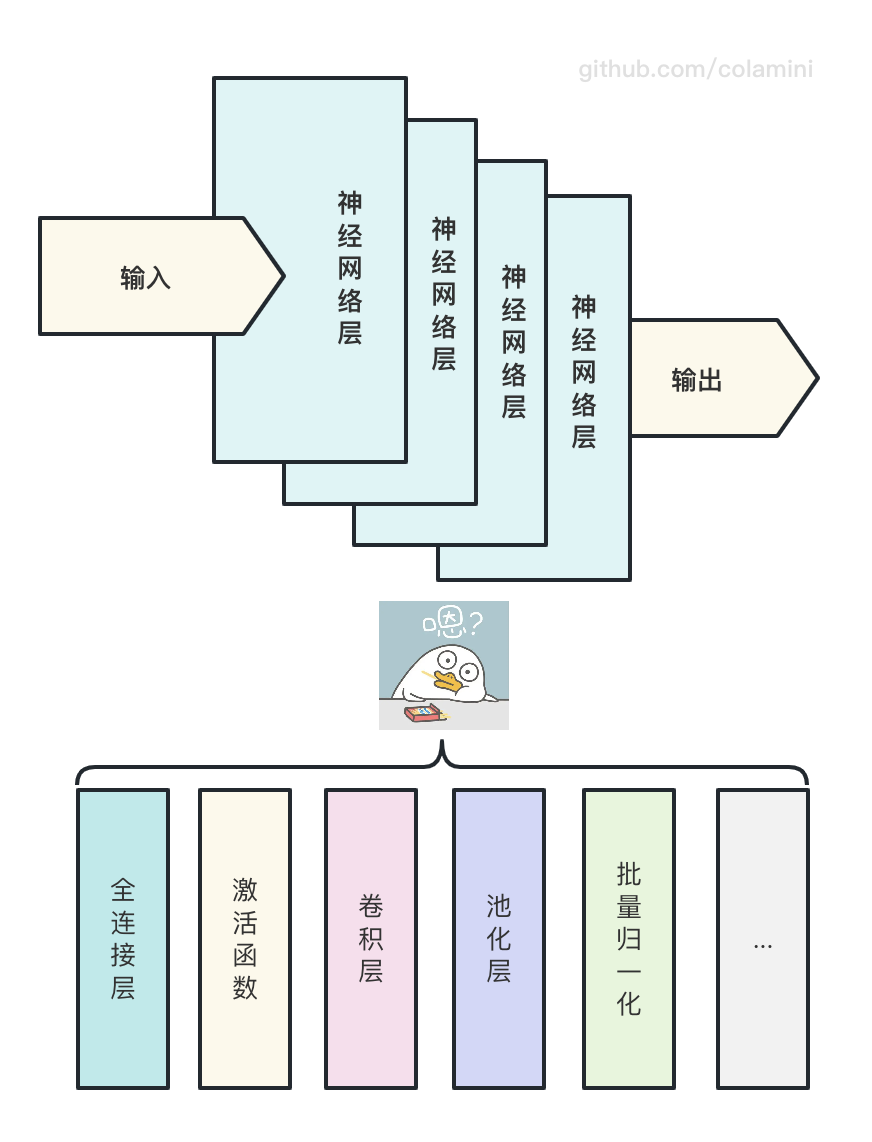 github.com/colamini
输入
神经网络层
神经网络层
神经网络层
神经网络层
输出
嗯?
全连接层
激活函数
卷积层
池化层
批量归一化
...